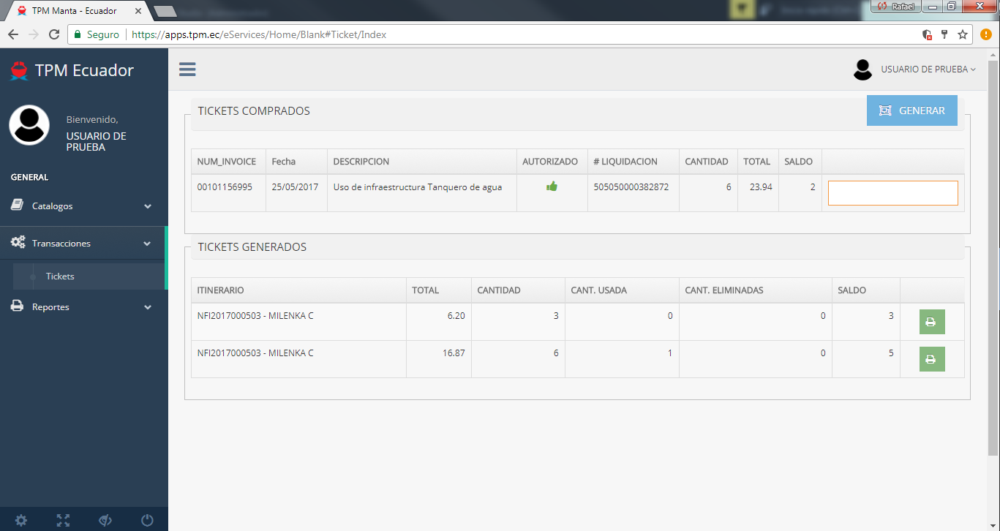 TPM Manta - Ecuador
Rafael
Seguro
https://apps.tpm.ec/eServices/Home/Blank#Ticket/Index
TPM Ecuador
USUARIO DE PRUEBA
Bienvenido,
USUARIO DE
PRUEBA
GENERAL
Catalogos
Transacciones
Tickets
Reportes
TICKETS COMPRADOS
GENERAR
NUM_INVOICE Fecha DESCRIPCION AUTORIZADO # LIQUIDACION CANTIDAD TOTAL SALDO
00101156995 25/05/2017 Uso de infraestructura Tanquero de agua 505050000382872 6 23.94 2
TICKETS GENERADOS
ITINERARIO TOTAL CANTIDAD CANT. USADA CANT. ELIMINADAS SALDO
NFI2017000503 - MILENKA C 6.20 3 0 0 3
NFI2017000503 - MILENKA C 16.87 6 1 0 5